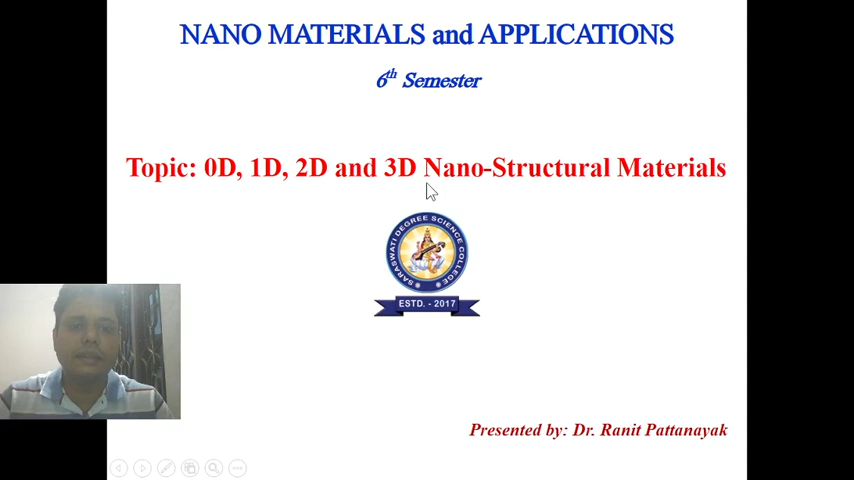 NANO MATERIALS and APPLICATIONS
6th Semester
Topic: 0D, 1D, 2D and 3D Nano-Structural Materials
SARASWATI DEGREE SCIENCE COLLEGE
ESTD. - 2017
Presented by: Dr. Ranit Pattanayak